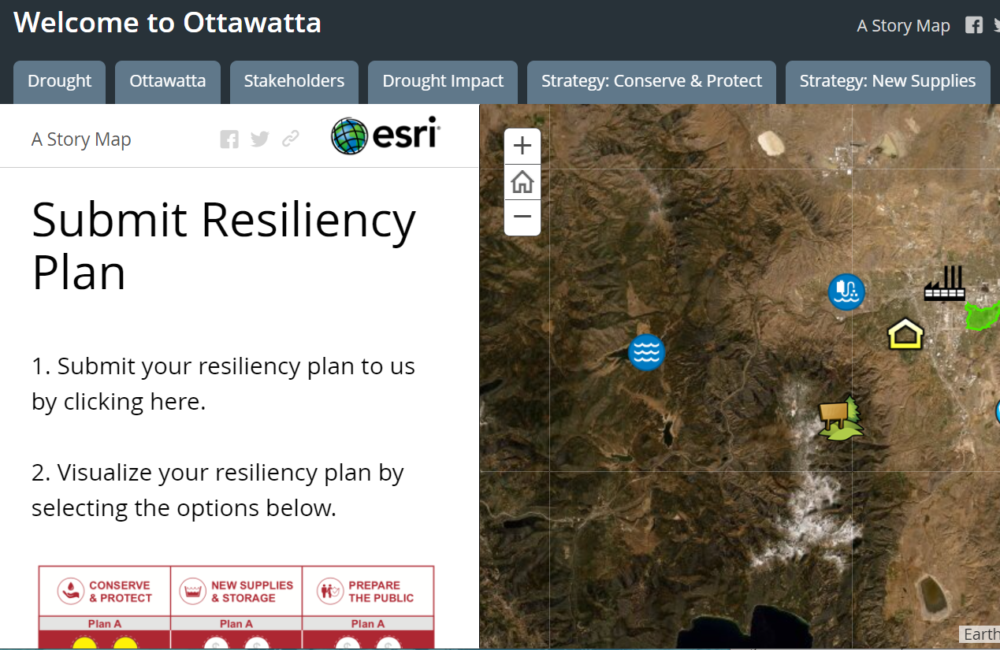 Welcome to Ottawatta
A Story Map
Drought
Ottawatta
Stakeholders
Drought Impact
Strategy: Conserve & Protect
Strategy: New Supplies
A Story Map
esri
Submit Resiliency
Plan
1. Submit your resiliency plan to us
by clicking here.
2. Visualize your resiliency plan by
selecting the options below.
CONSERVE
& PROTECT
NEW SUPPLIES
& STORAGE
PREPARE
THE PUBLIC
Plan A
Plan A
Plan A
Earth